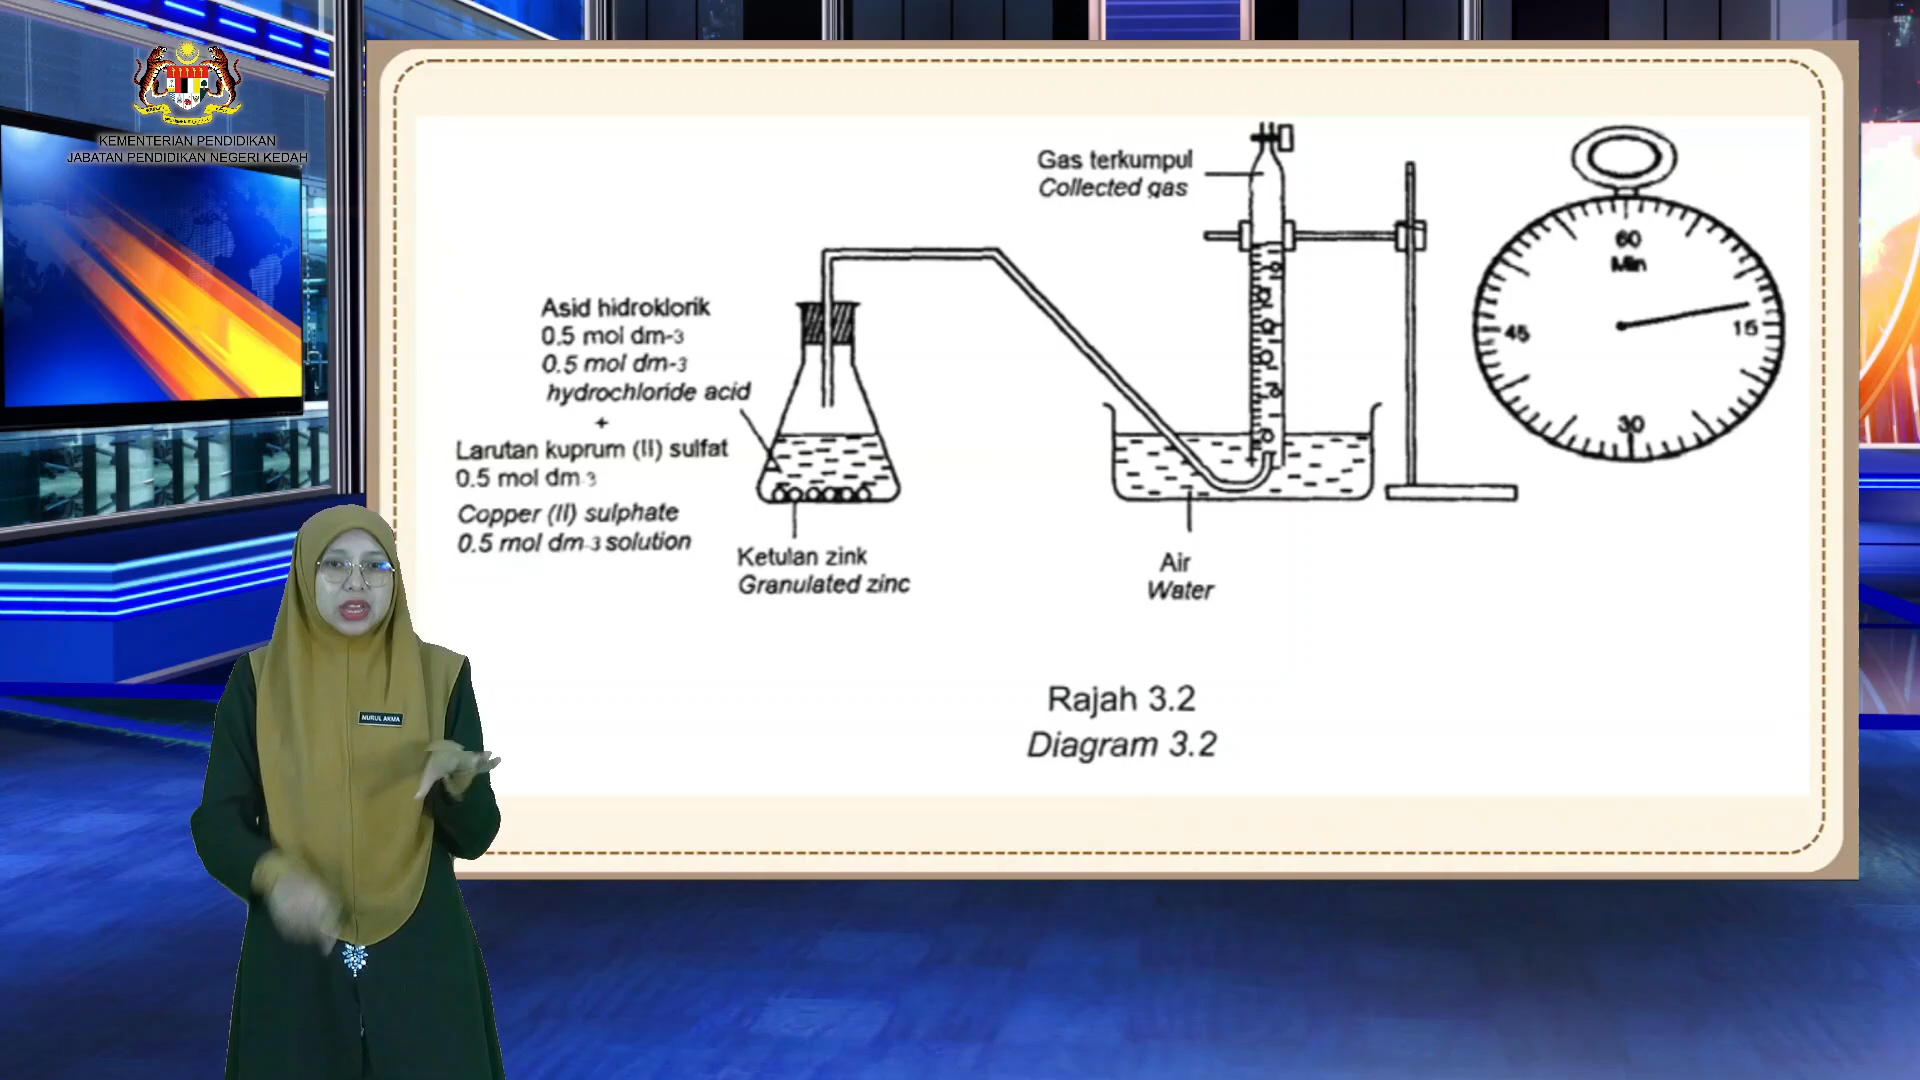 KEMENTERIAN PENDIDIKAN
JABATAN PENDIDIKAN NEGERI KEDAH
Gas terkumpul
Collected gas
Asid hidroklorik
0.5 mol dm-3
0.5 mol dm-3
hydrochloride acid
+
Larutan kuprum (II) sulfat
0.5 mol dm-3
Copper (II) sulphate
0.5 mol dm-3 solution
Ketulan zink
Granulated zinc
Air
Water
60
Min
15
30
45
Rajah 3.2
Diagram 3.2
NURUL AKMA